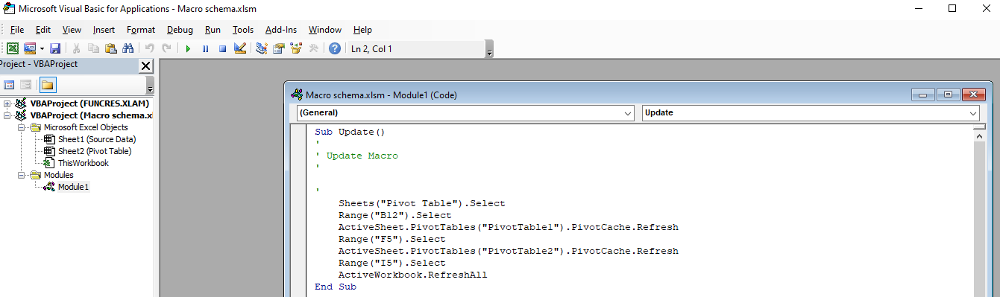 Microsoft Visual Basic for Applications - Macro schema.xlsm
File Edit View Insert Format Debug Run Tools Add-Ins Window Help
Ln 2, Col 1
Project - VBAProject
VBAProject (FUNCRES.XLAM)
VBAProject (Macro schema.xl
Microsoft Excel Objects
Sheet1 (Source Data)
Sheet2 (Pivot Table)
ThisWorkbook
Modules
Module1
Macro schema.xlsm - Module1 (Code)
(General) Update
Sub Update()
'
' Update Macro
'
'
Sheets("Pivot Table").Select
Range("B12").Select
ActiveSheet.PivotTables("PivotTable1").PivotCache.Refresh
Range("F5").Select
ActiveSheet.PivotTables("PivotTable2").PivotCache.Refresh
Range("I5").Select
ActiveWorkbook.RefreshAll
End Sub